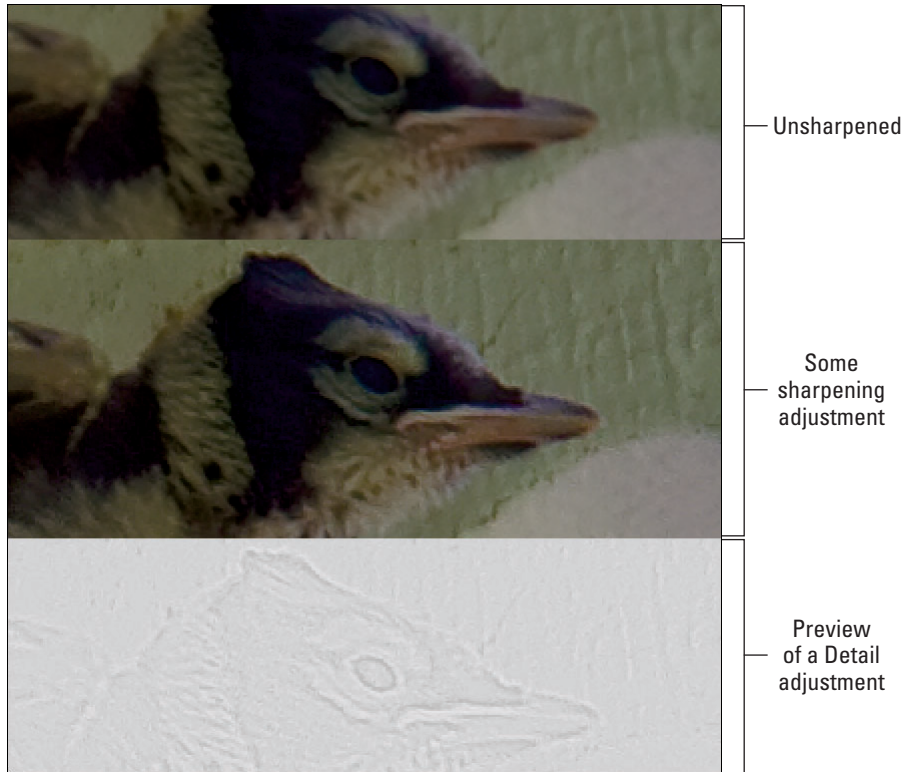 Unsharpened
Some
sharpening
adjustment
Preview
of a Detail
adjustment